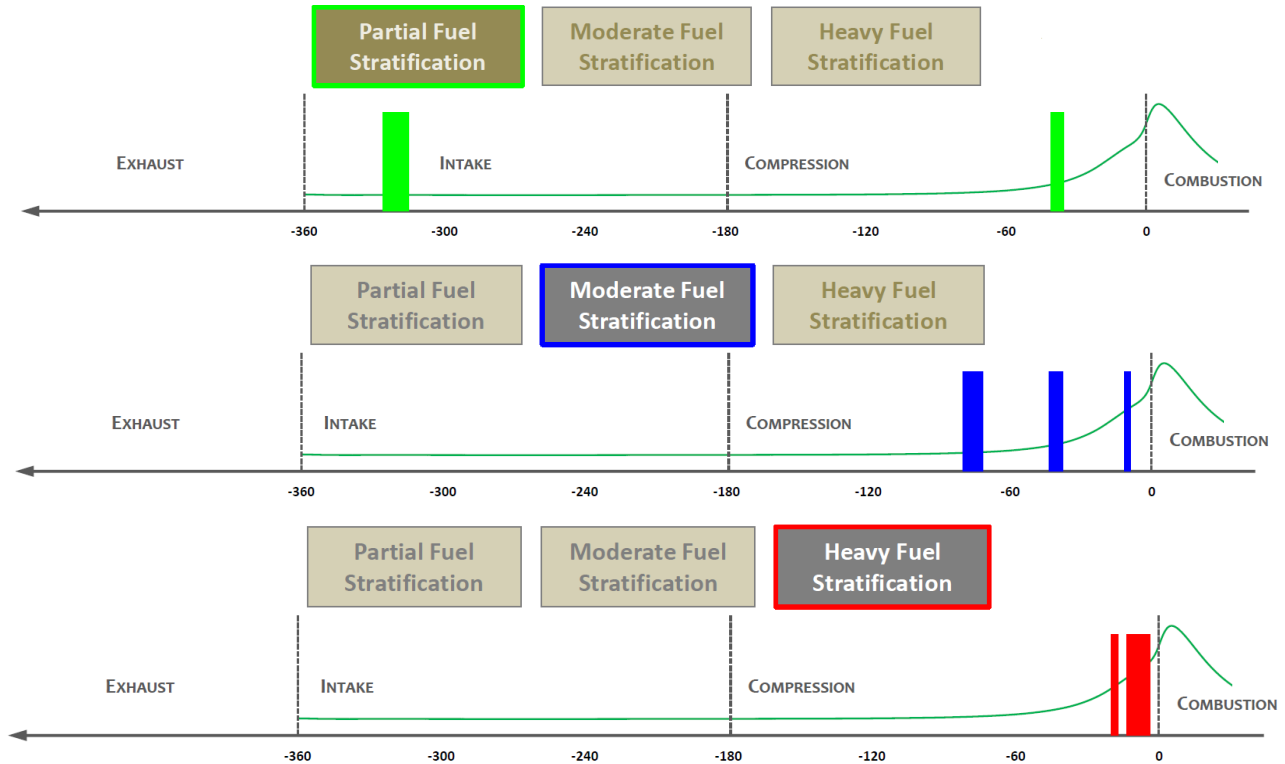 Partial Fuel
Stratification
Moderate Fuel
Stratification
Heavy Fuel
Stratification
EXHAUST
INTAKE
COMPRESSION
COMBUSTION
-360
-300
-240
-180
-120
-60
0
Partial Fuel
Stratification
Moderate Fuel
Stratification
Heavy Fuel
Stratification
EXHAUST
INTAKE
COMPRESSION
COMBUSTION
-360
-300
-240
-180
-120
-60
0
Partial Fuel
Stratification
Moderate Fuel
Stratification
Heavy Fuel
Stratification
EXHAUST
INTAKE
COMPRESSION
COMBUSTION
-360
-300
-240
-180
-120
-60
0